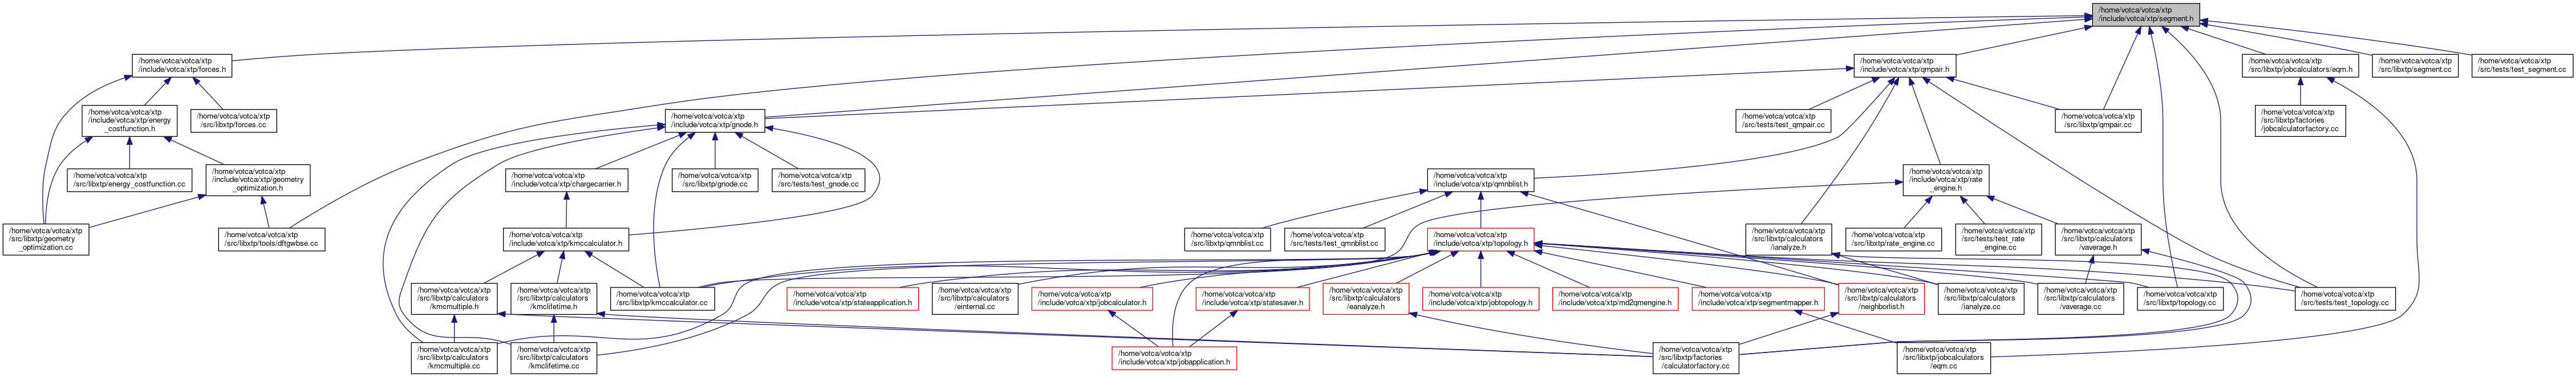 /home/votca/votca/xtp
/include/votca/xtp/segment.h
/home/votca/votca/xtp
/include/votca/xtp/forces.h
/home/votca/votca/xtp
/include/votca/xtp/qmpair.h
/home/votca/votca/xtp
/src/libxtp/jobcalculators/eqm.h
/home/votca/votca/xtp
/src/libxtp/segment.cc
/home/votca/votca/xtp
/src/tests/test_segment.cc
/home/votca/votca/xtp
/include/votca/xtp/energy
_costfunction.h
/home/votca/votca/xtp
/src/libxtp/forces.cc
/home/votca/votca/xtp
/include/votca/xtp/gnode.h
/home/votca/votca/xtp
/src/tests/test_qmpair.cc
/home/votca/votca/xtp
/src/libxtp/qmpair.cc
/home/votca/votca/xtp
/src/libxtp/factories
/jobcalculatorfactory.cc
/home/votca/votca/xtp
/src/libxtp/energy_costfunction.cc
/home/votca/votca/xtp
/include/votca/xtp/geometry
_optimization.h
/home/votca/votca/xtp
/include/votca/xtp/chargecarrier.h
/home/votca/votca/xtp
/src/libxtp/gnode.cc
/home/votca/votca/xtp
/src/tests/test_gnode.cc
/home/votca/votca/xtp
/include/votca/xtp/qmnblist.h
/home/votca/votca/xtp
/include/votca/xtp/rate
_engine.h
/home/votca/votca/xtp
/src/libxtp/geometry
_optimization.cc
/home/votca/votca/xtp
/src/libxtp/tools/dftgwbse.cc
/home/votca/votca/xtp
/include/votca/xtp/kmccalculator.h
/home/votca/votca/xtp
/src/libxtp/qmnblist.cc
/home/votca/votca/xtp
/src/tests/test_qmnblist.cc
/home/votca/votca/xtp
/include/votca/xtp/topology.h
/home/votca/votca/xtp
/src/libxtp/calculators
/ianalyze.h
/home/votca/votca/xtp
/src/libxtp/rate_engine.cc
/home/votca/votca/xtp
/src/tests/test_rate
_engine.cc
/home/votca/votca/xtp
/src/libxtp/calculators
/vaverage.h
/home/votca/votca/xtp
/src/libxtp/calculators
/kmcmultiple.h
/home/votca/votca/xtp
/src/libxtp/calculators
/kmclifetime.h
/home/votca/votca/xtp
/src/libxtp/kmccalculator.cc
/home/votca/votca/xtp
/include/votca/xtp/stateapplication.h
/home/votca/votca/xtp
/src/libxtp/calculators
/einternal.cc
/home/votca/votca/xtp
/include/votca/xtp/jobcalculator.h
/home/votca/votca/xtp
/include/votca/xtp/statesaver.h
/home/votca/votca/xtp
/src/libxtp/calculators
/eanalyze.h
/home/votca/votca/xtp
/include/votca/xtp/jobtopology.h
/home/votca/votca/xtp
/include/votca/xtp/md2qmengine.h
/home/votca/votca/xtp
/include/votca/xtp/segmentmapper.h
/home/votca/votca/xtp
/src/libxtp/calculators
/neighborlist.h
/home/votca/votca/xtp
/src/libxtp/calculators
/ianalyze.cc
/home/votca/votca/xtp
/src/libxtp/calculators
/vaverage.cc
/home/votca/votca/xtp
/src/libxtp/topology.cc
/home/votca/votca/xtp
/src/tests/test_topology.cc
/home/votca/votca/xtp
/src/libxtp/calculators
/kmcmultiple.cc
/home/votca/votca/xtp
/src/libxtp/calculators
/kmclifetime.cc
/home/votca/votca/xtp
/include/votca/xtp/jobapplication.h
/home/votca/votca/xtp
/src/libxtp/factories
/calculatorfactory.cc
/home/votca/votca/xtp
/src/libxtp/jobcalculators
/eqm.cc